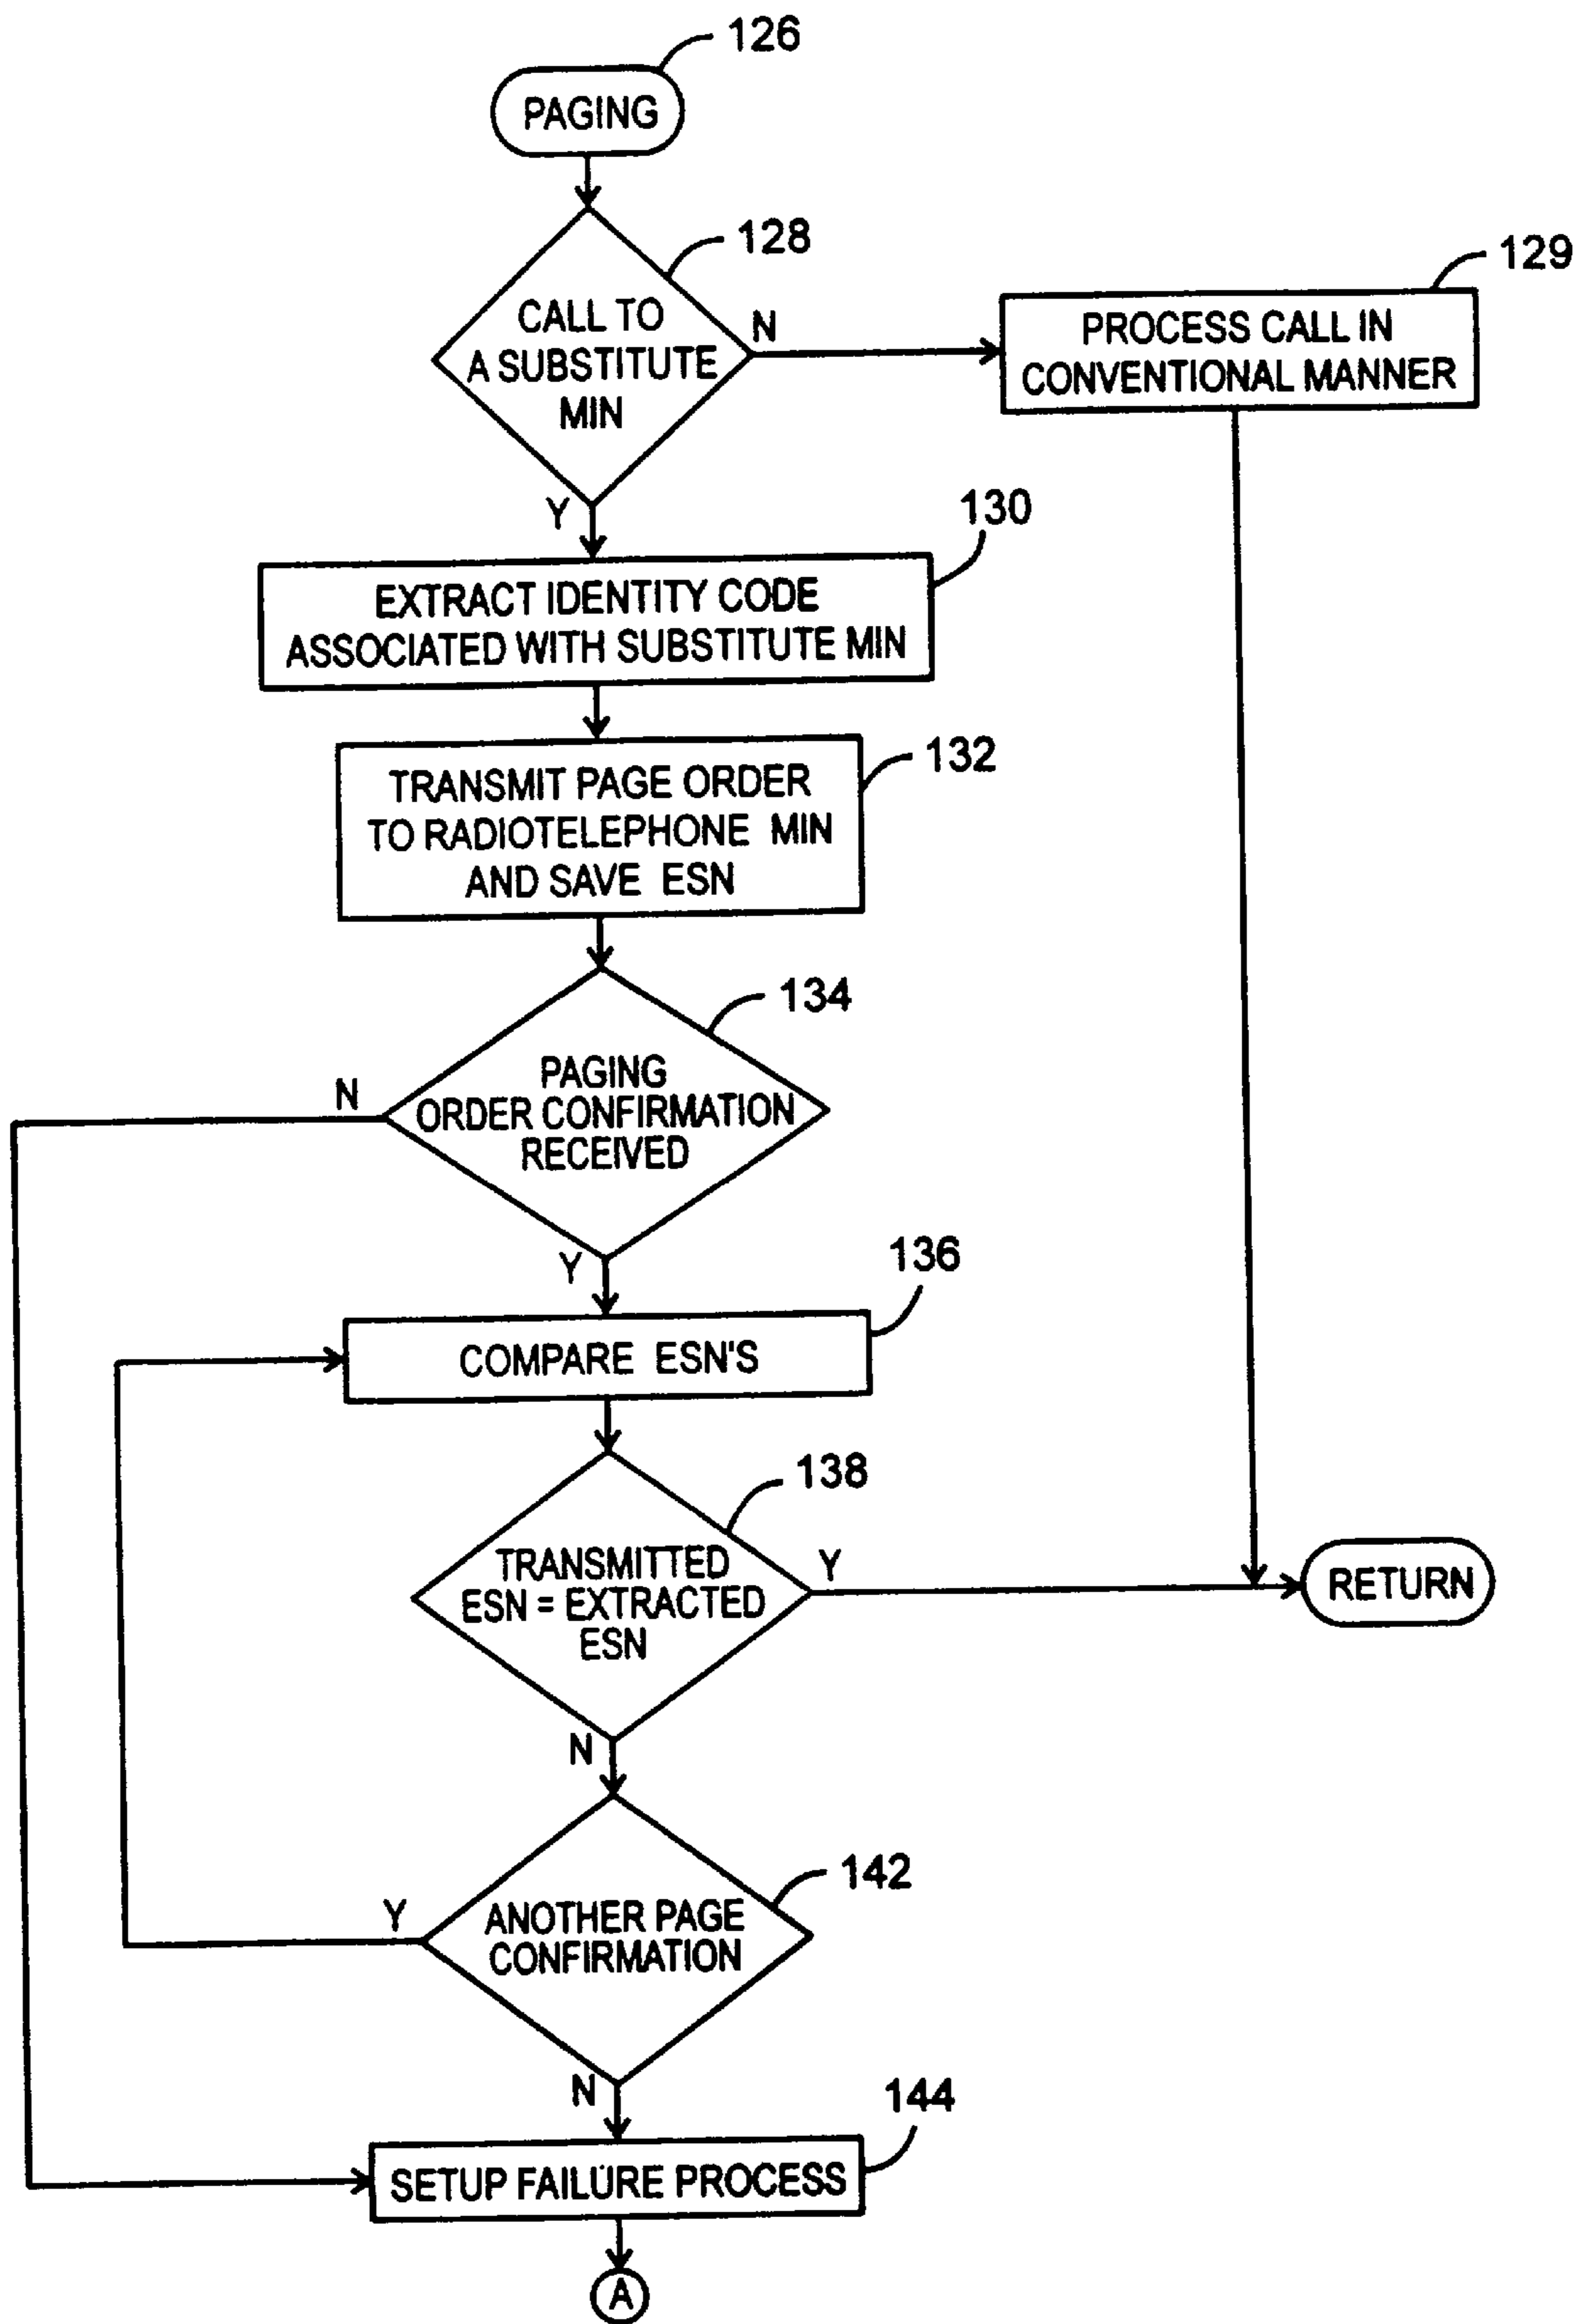 126
PAGING
128
CALL TO
A SUBSTITUTE
MIN
N
129
PROCESS CALL IN
CONVENTIONAL MANNER
Y
130
EXTRACT IDENTITY CODE
ASSOCIATED WITH SUBSTITUTE MIN
132
TRANSMIT PAGE ORDER
TO RADIOTELEPHONE MIN
AND SAVE ESN
134
PAGING
ORDER CONFIRMATION
RECEIVED
N
Y
136
COMPARE ESN'S
138
TRANSMITTED
ESN = EXTRACTED
ESN
Y
RETURN
N
142
ANOTHER PAGE
CONFIRMATION
Y
N
144
SETUP FAILURE PROCESS
A